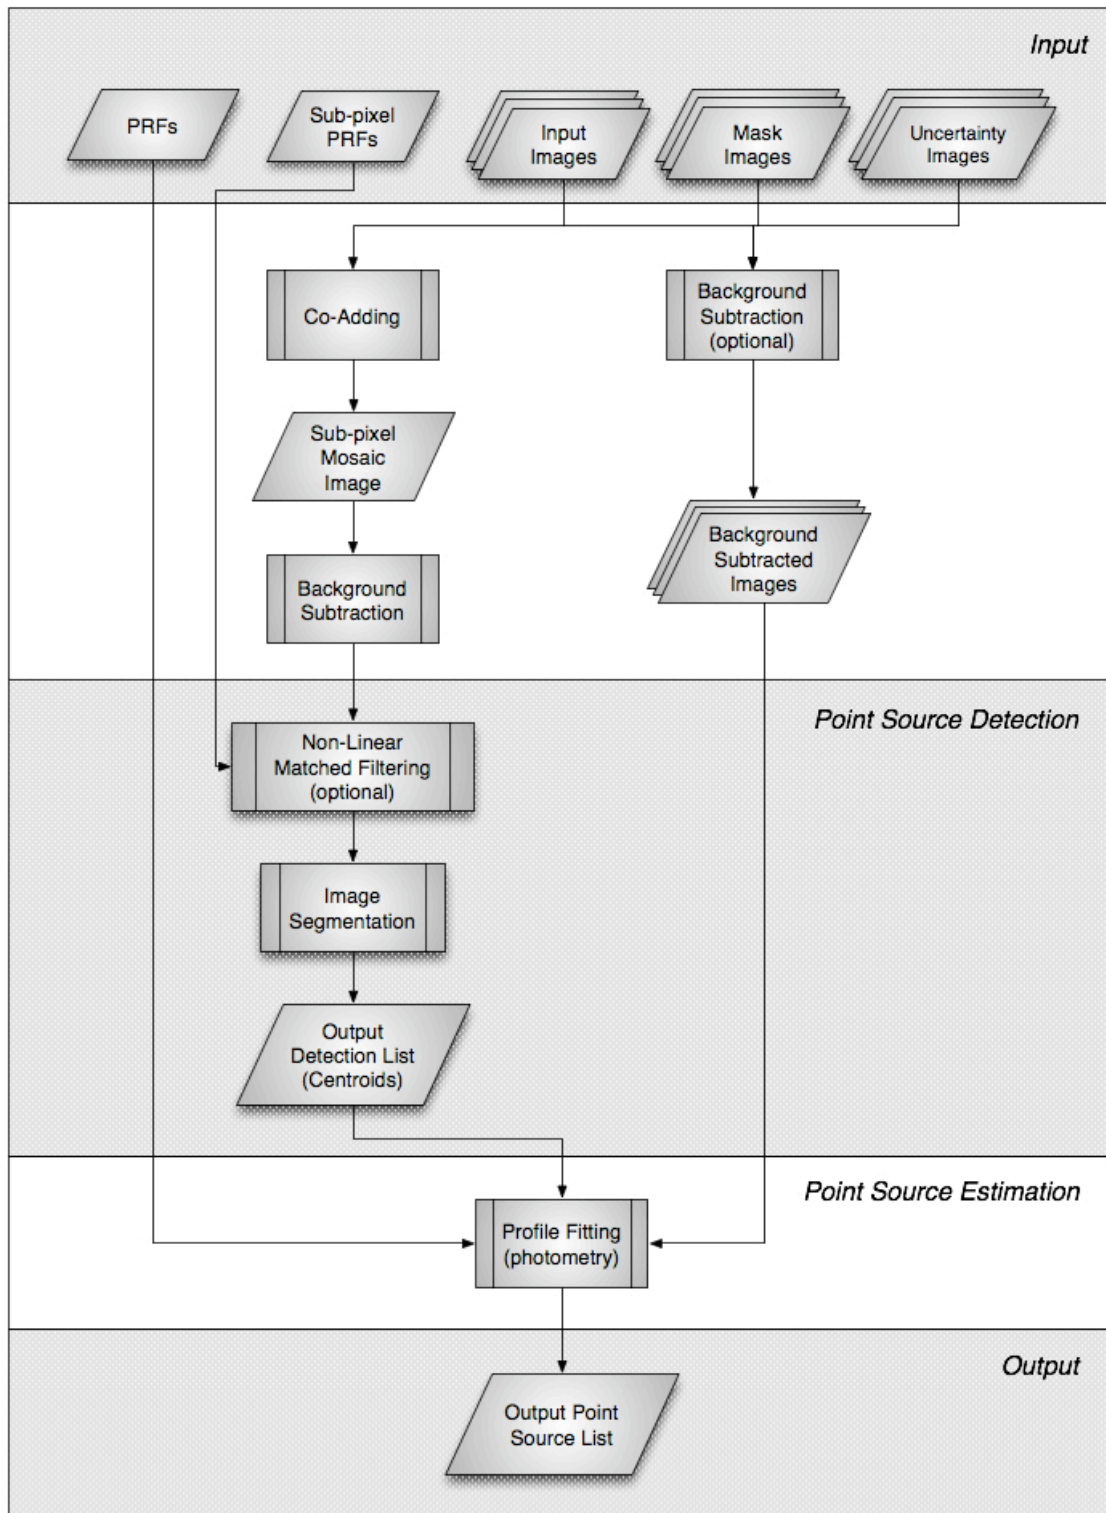 Input
PRFs
Sub-pixel
PRFs
Input
Images
Mask
Images
Uncertainty
Images
Co-Adding
Background
Subtraction
(optional)
Sub-pixel
Mosaic
Image
Background
Subtracted
Images
Background
Subtraction
Point Source Detection
Non-Linear
Matched Filtering
(optional)
Image
Segmentation
Output
Detection List
(Centroids)
Point Source Estimation
Profile Fitting
(photometry)
Output
Output Point
Source List